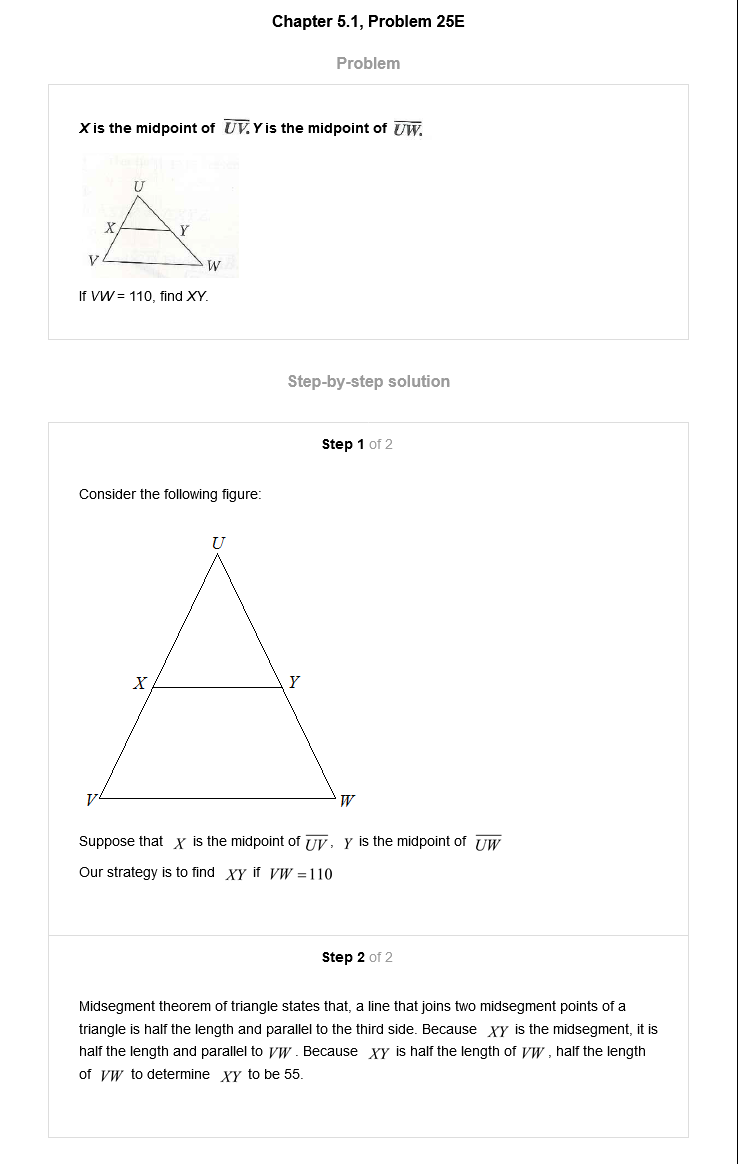 Chapter 5.1, Problem 25E
Problem
X is the midpoint of UV. Y is the midpoint of UW.
U
X
Y
V
W
If VW = 110, find XY.
Step-by-step solution
Step 1 of 2
Consider the following figure:
U
X
Y
V
W
Suppose that X is the midpoint of UV, Y is the midpoint of UW
Our strategy is to find XY if VW = 110
Step 2 of 2
Midsegment theorem of triangle states that, a line that joins two midsegment points of a
triangle is half the length and parallel to the third side. Because XY is the midsegment, it is
half the length and parallel to VW . Because XY is half the length of VW , half the length
of VW to determine XY to be 55.